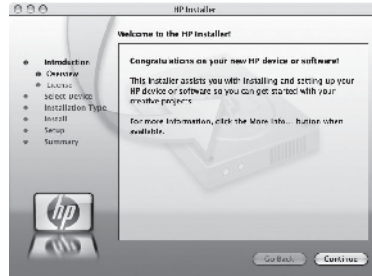 HP Installer
Welcome to the HP Installer!
Introduction
Overview
License
Select Device
Installation Type
Install
Setup
Summary
Congratulations on your new HP device or software!
This installer assists you with installing and setting up your
HP device or software so you can get started with your
creative projects.
For more information, click the More Info... button when
available.
hp
Go Back
Continue